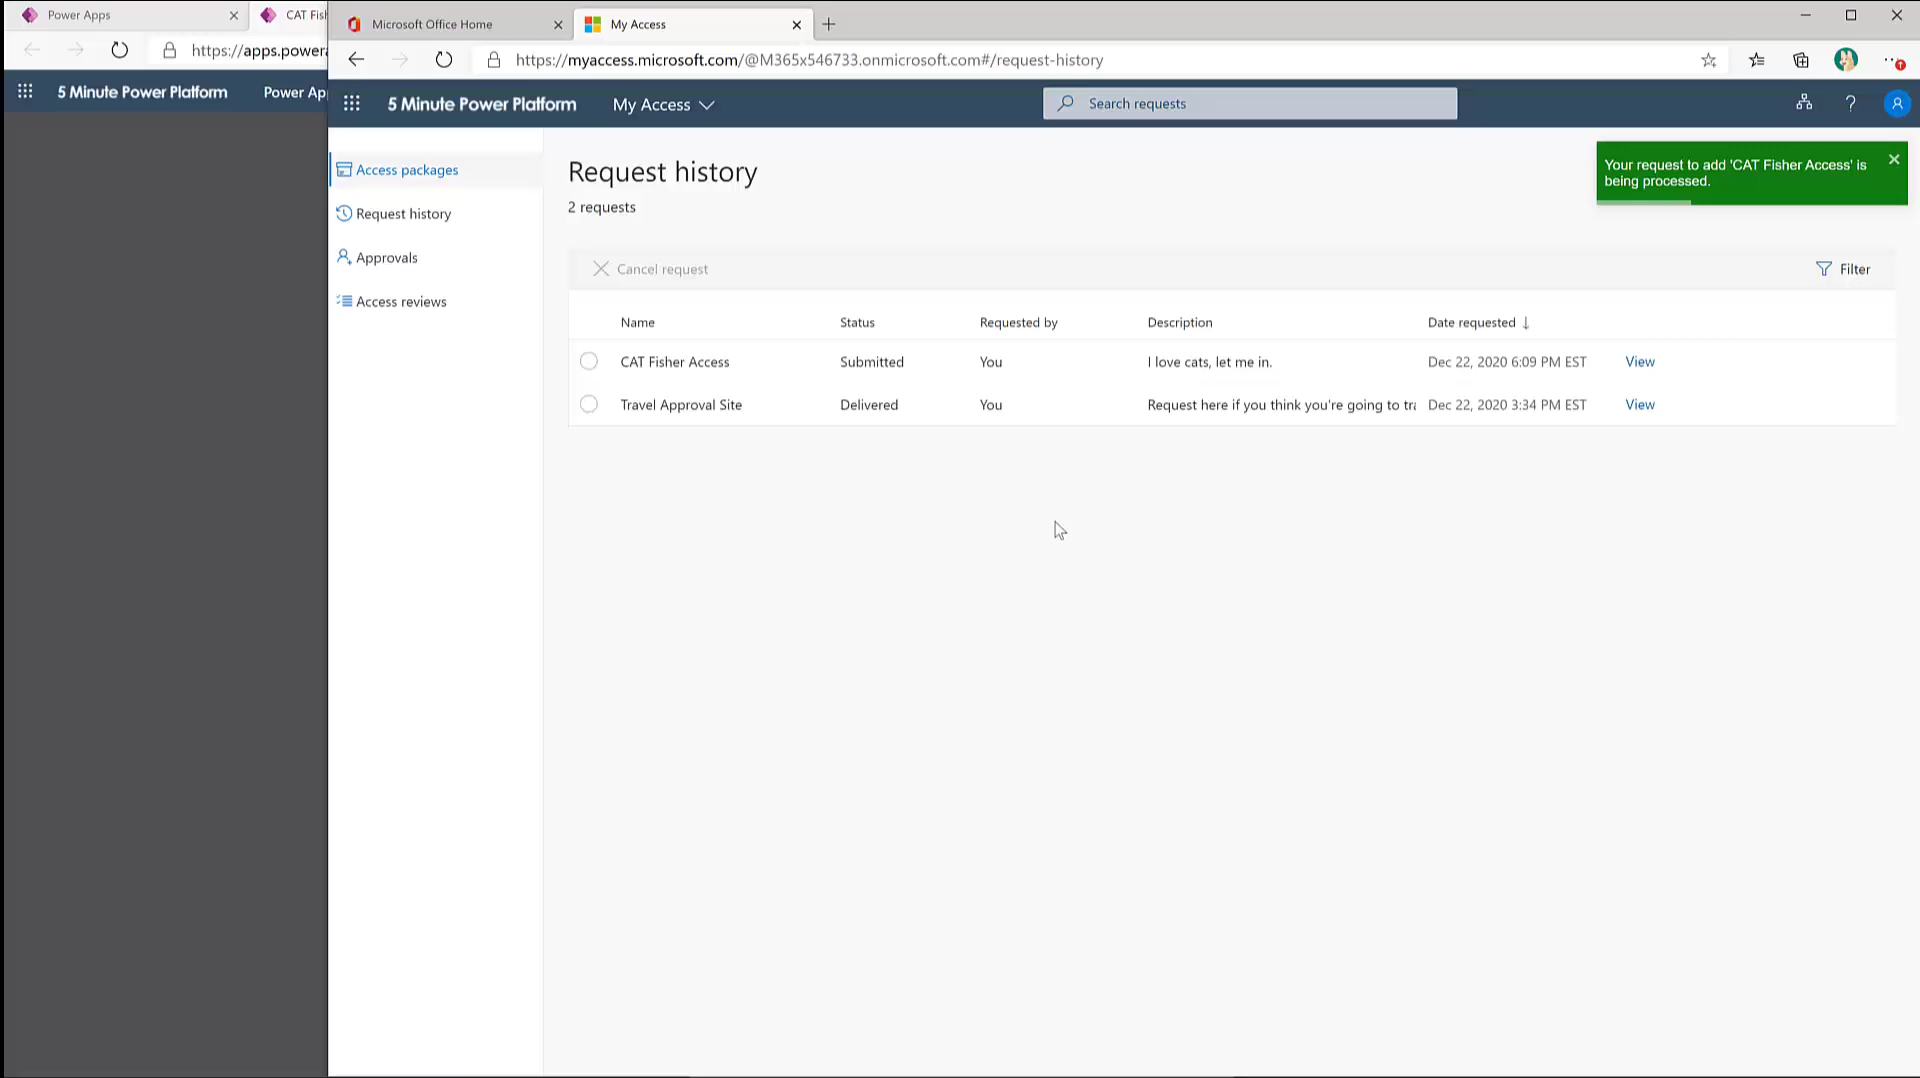 Power Apps
CAT Fish
Microsoft Office Home
My Access
https://apps.powera
https://myaccess.microsoft.com/@M365x546733.onmicrosoft.com#/request-history
5 Minute Power Platform
Power Ap
5 Minute Power Platform
My Access
Search requests
?
Access packages
Request history
Approvals
Access reviews
Request history
2 requests
Your request to add 'CAT Fisher Access' is
being processed.
Cancel request
Filter
Name Status Requested by Description Date requested ↓
CAT Fisher Access Submitted You I love cats, let me in. Dec 22, 2020 6:09 PM EST View
Travel Approval Site Delivered You Request here if you think you're going to tra Dec 22, 2020 3:34 PM EST View